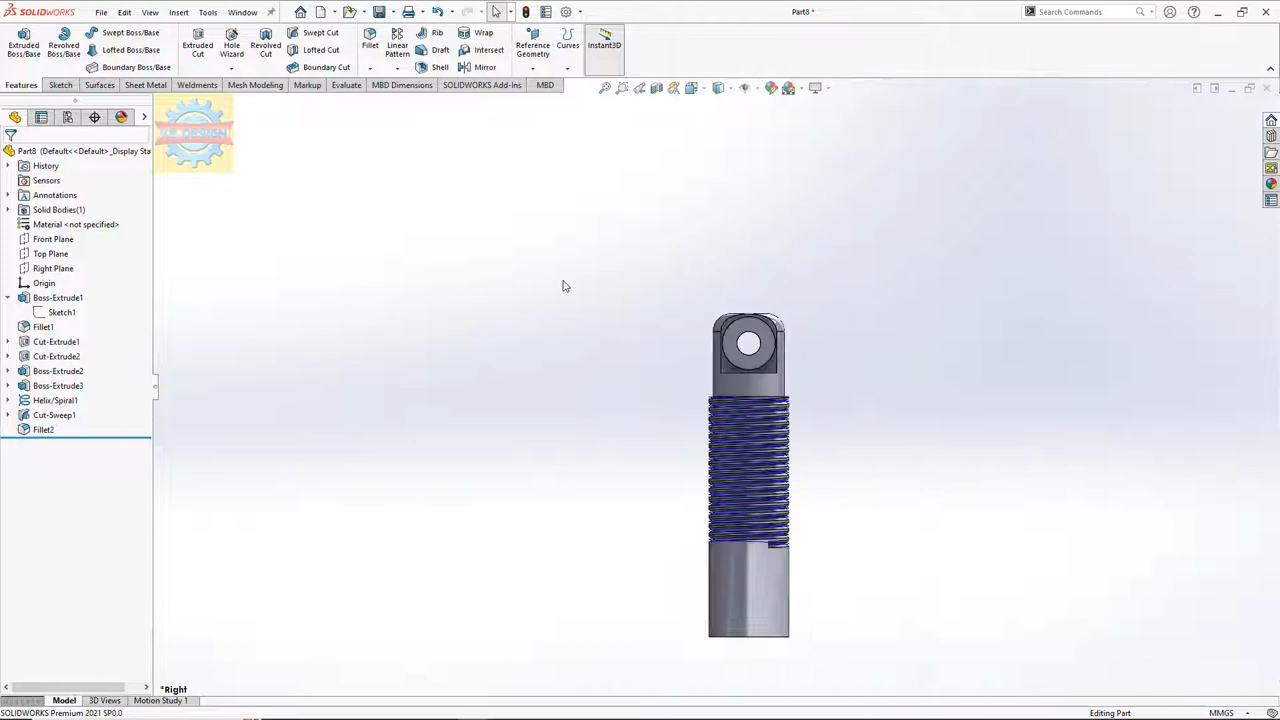 SOLIDWORKS File Edit View Insert Tools Window Part8 * Search Commands
Extruded Boss/Base
Revolved Boss/Base
Swept Boss/Base
Lofted Boss/Base
Boundary Boss/Base
Extruded Cut
Hole Wizard
Revolved Cut
Swept Cut
Lofted Cut
Boundary Cut
Fillet
Linear Pattern
Rib
Draft
Shell
Wrap
Intersect
Mirror
Reference Geometry
Curves
Instant3D
Features Sketch Surfaces Sheet Metal Weldments Mesh Modeling Markup Evaluate MBD Dimensions SOLIDWORKS Add-Ins MBD
Part8 (Default<<Default>_Display Sta
History
Sensors
Annotations
Solid Bodies(1)
Material <not specified>
Front Plane
Top Plane
Right Plane
Origin
Boss-Extrude1
Sketch1
Fillet1
Cut-Extrude1
Cut-Extrude2
Boss-Extrude2
Boss-Extrude3
Helix/Spiral1
Cut-Sweep1
Fillet2
*Right
Model 3D Views Motion Study 1
SOLIDWORKS Premium 2021 SP0.0 Editing Part MMGS